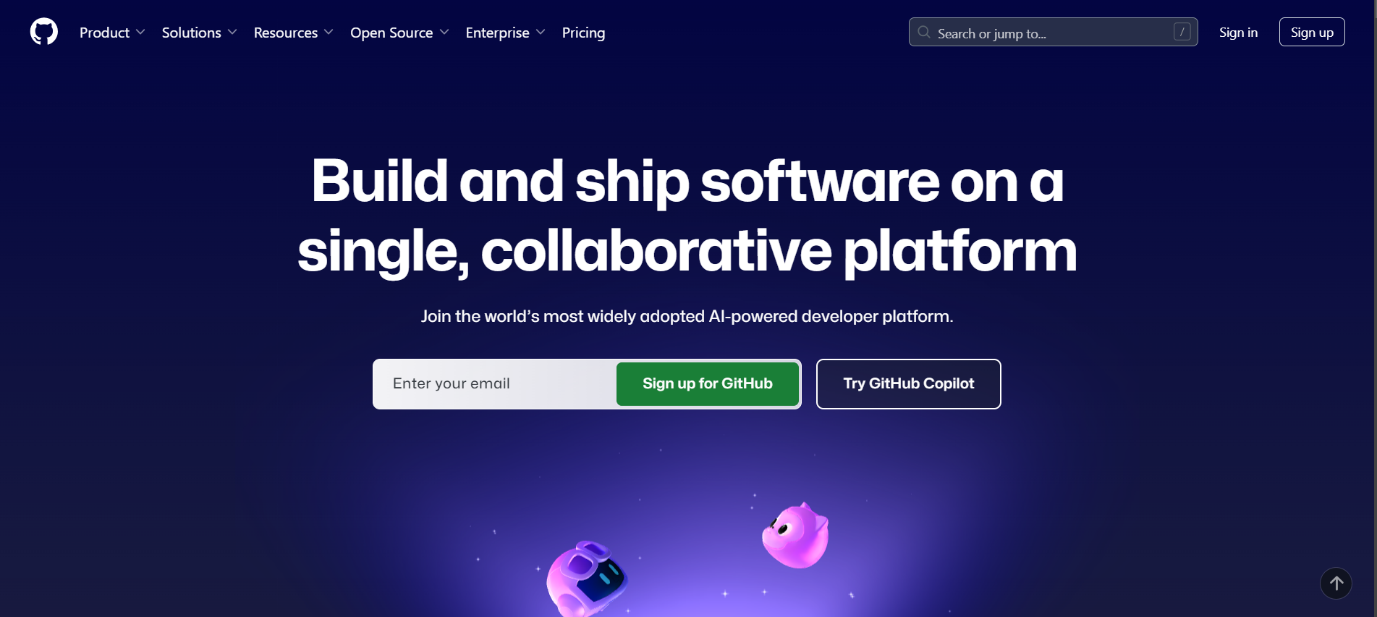 Product Solutions Resources Open Source Enterprise Pricing Search or jump to... / Sign in Sign up
Build and ship software on a
single, collaborative platform
Join the world’s most widely adopted AI-powered developer platform.
Enter your email Sign up for GitHub Try GitHub Copilot